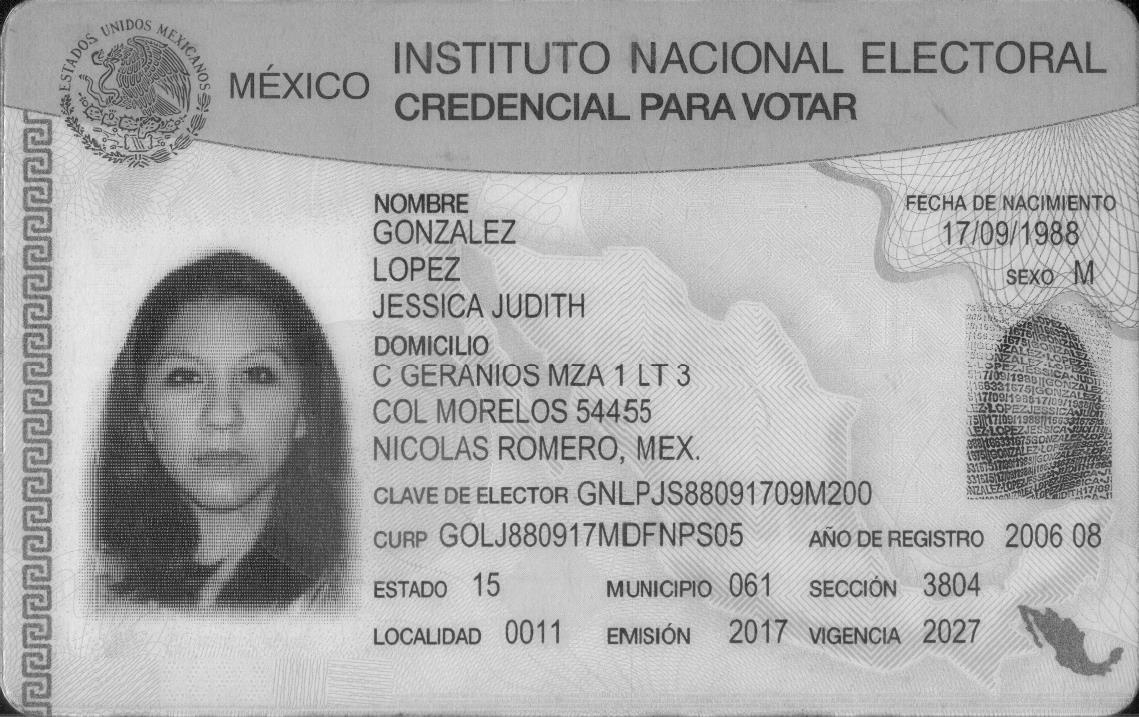 ESTADOS UNIDOS MEXICANOS
MÉXICO
INSTITUTO NACIONAL ELECTORAL
CREDENCIAL PARA VOTAR
NOMBRE
GONZALEZ
LOPEZ
JESSICA JUDITH
FECHA DE NACIMIENTO
17/09/1988
SEXO M
DOMICILIO
C GERANIOS MZA 1 LT 3
COL MORELOS 54455
NICOLAS ROMERO, MEX.
CLAVE DE ELECTOR GNLPJS88091709M200
CURP GOLJ880917MDFNPS05 AÑO DE REGISTRO 2006 08
ESTADO 15 MUNICIPIO 061 SECCIÓN 3804
LOCALIDAD 0011 EMISIÓN 2017 VIGENCIA 2027